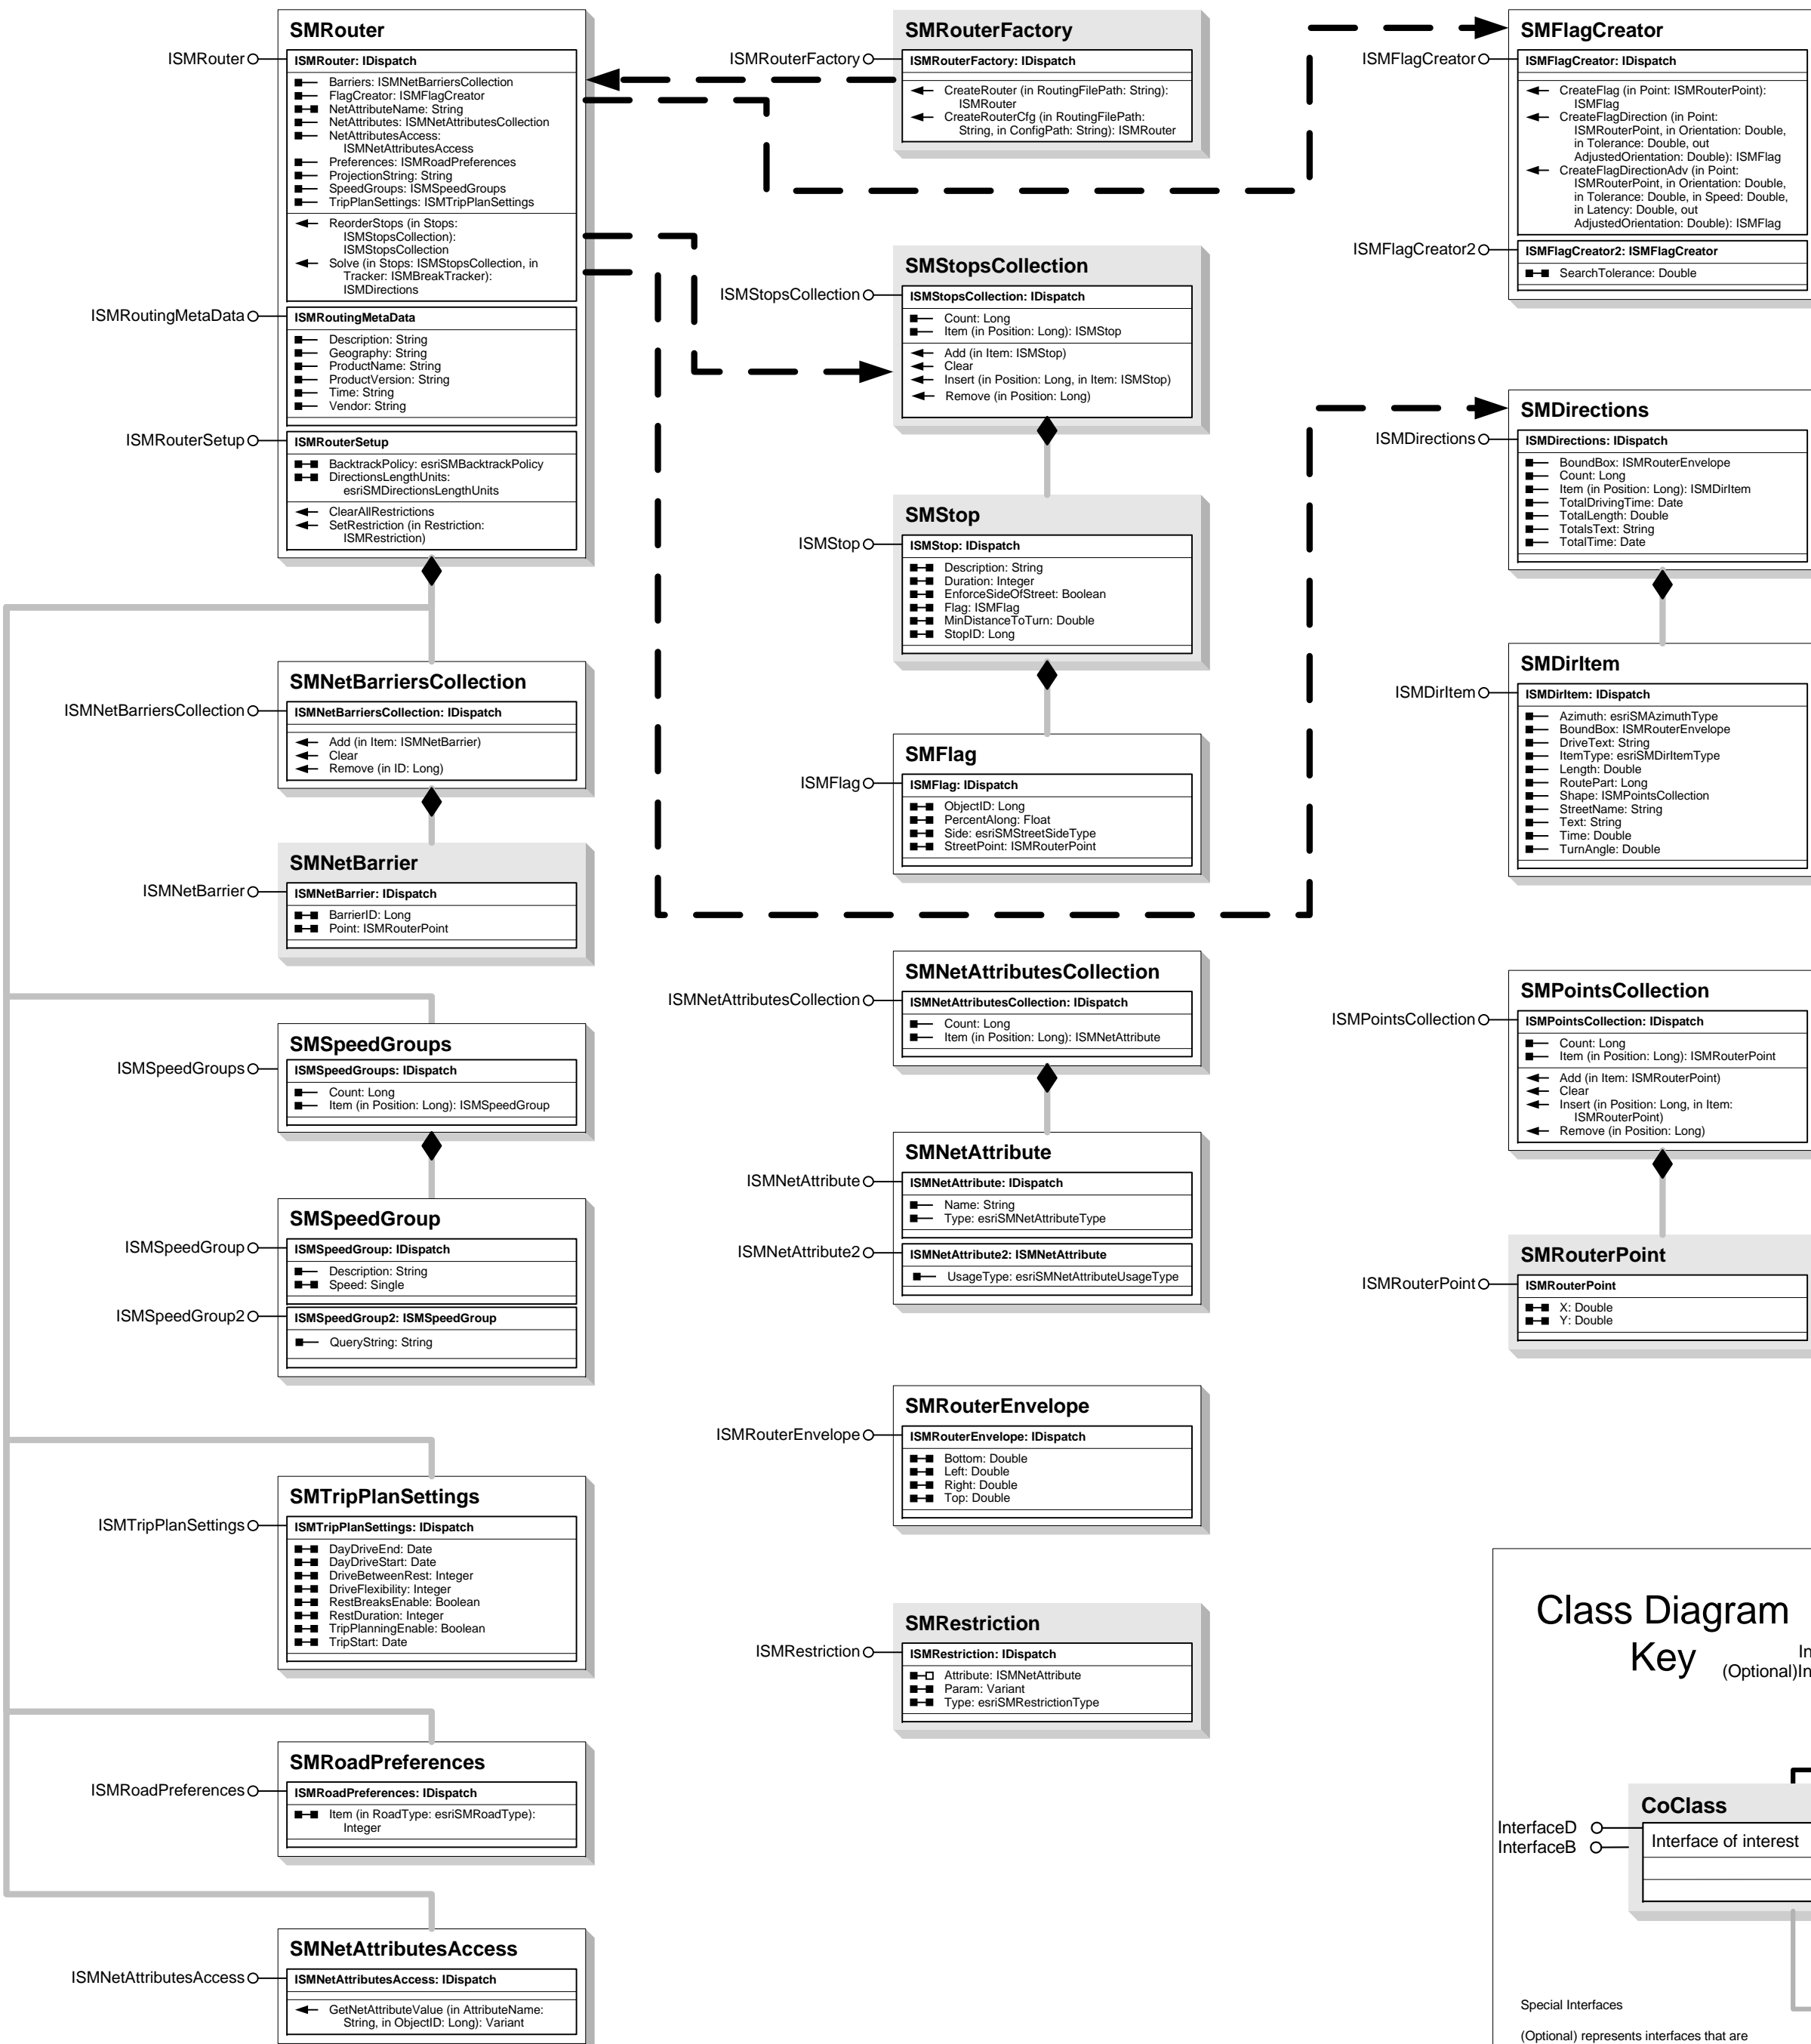 SMRouter
ISMRouter
ISMRouter: IDispatch
Barriers: ISMNetBarriersCollection
FlagCreator: ISMFlagCreator
NetAttributeName: String
NetAttributes: ISMNetAttributesCollection
NetAttributesAccess:
ISMNetAttributesAccess
Preferences: ISMRoadPreferences
ProjectionString: String
SpeedGroups: ISMSpeedGroups
TripPlanSettings: ISMTripPlanSettings
ReorderStops (in Stops:
ISMStopsCollection):
ISMStopsCollection
Solve (in Stops: ISMStopsCollection, in
Tracker: ISMBreakTracker):
ISMDirections
ISMRoutingMetaData
ISMRoutingMetaData
Description: String
Geography: String
ProductName: String
ProductVersion: String
Time: String
Vendor: String
ISMRouterSetup
ISMRouterSetup
BacktrackPolicy: esriSMBacktrackPolicy
DirectionsLengthUnits:
esriSMDirectionsLengthUnits
ClearAllRestrictions
SetRestriction (in Restriction:
ISMRestriction)
SMNetBarriersCollection
ISMNetBarriersCollection
ISMNetBarriersCollection: IDispatch
Add (in Item: ISMNetBarrier)
Clear
Remove (in ID: Long)
SMNetBarrier
ISMNetBarrier
ISMNetBarrier: IDispatch
BarrierID: Long
Point: ISMRouterPoint
SMSpeedGroups
ISMSpeedGroups
ISMSpeedGroups: IDispatch
Count: Long
Item (in Position: Long): ISMSpeedGroup
SMSpeedGroup
ISMSpeedGroup
ISMSpeedGroup: IDispatch
Description: String
Speed: Single
ISMSpeedGroup2
ISMSpeedGroup2: ISMSpeedGroup
QueryString: String
SMTripPlanSettings
ISMTripPlanSettings
ISMTripPlanSettings: IDispatch
DayDriveEnd: Date
DayDriveStart: Date
DriveBetweenRest: Integer
DriveFlexibility: Integer
RestBreaksEnable: Boolean
RestDuration: Integer
TripPlanningEnable: Boolean
TripStart: Date
SMRoadPreferences
ISMRoadPreferences
ISMRoadPreferences: IDispatch
Item (in RoadType: esriSMRoadType):
Integer
SMNetAttributesAccess
ISMNetAttributesAccess
ISMNetAttributesAccess: IDispatch
GetNetAttributeValue (in AttributeName:
String, in ObjectID: Long): Variant
SMRouterFactory
ISMRouterFactory
ISMRouterFactory: IDispatch
CreateRouter (in RoutingFilePath: String):
ISMRouter
CreateRouterCfg (in RoutingFilePath:
String, in ConfigPath: String): ISMRouter
SMStopsCollection
ISMStopsCollection
ISMStopsCollection: IDispatch
Count: Long
Item (in Position: Long): ISMStop
Add (in Item: ISMStop)
Clear
Insert (in Position: Long, in Item: ISMStop)
Remove (in Position: Long)
SMStop
ISMStop
ISMStop: IDispatch
Description: String
Duration: Integer
EnforceSideOfStreet: Boolean
Flag: ISMFlag
MinDistanceToTurn: Double
StopID: Long
SMFlag
ISMFlag
ISMFlag: IDispatch
ObjectID: Long
PercentAlong: Float
Side: esriSMStreetSideType
StreetPoint: ISMRouterPoint
SMNetAttributesCollection
ISMNetAttributesCollection
ISMNetAttributesCollection: IDispatch
Count: Long
Item (in Position: Long): ISMNetAttribute
SMNetAttribute
ISMNetAttribute
ISMNetAttribute: IDispatch
Name: String
Type: esriSMNetAttributeType
ISMNetAttribute2
ISMNetAttribute2: ISMNetAttribute
UsageType: esriSMNetAttributeUsageType
SMRouterEnvelope
ISMRouterEnvelope
ISMRouterEnvelope: IDispatch
Bottom: Double
Left: Double
Right: Double
Top: Double
SMRestriction
ISMRestriction
ISMRestriction: IDispatch
Attribute: ISMNetAttribute
Param: Variant
Type: esriSMRestrictionType
SMFlagCreator
ISMFlagCreator
ISMFlagCreator: IDispatch
CreateFlag (in Point: ISMRouterPoint):
ISMFlag
CreateFlagDirection (in Point:
ISMRouterPoint, in Orientation: Double,
in Tolerance: Double, out
AdjustedOrientation: Double): ISMFlag
CreateFlagDirectionAdv (in Point:
ISMRouterPoint, in Orientation: Double,
in Tolerance: Double, in Speed: Double,
in Latency: Double, out
AdjustedOrientation: Double): ISMFlag
ISMFlagCreator2
ISMFlagCreator2: ISMFlagCreator
SearchTolerance: Double
SMDirections
ISMDirections
ISMDirections: IDispatch
BoundBox: ISMRouterEnvelope
Count: Long
Item (in Position: Long): ISMDirItem
TotalDrivingTime: Date
TotalLength: Double
TotalsText: String
TotalTime: Date
SMDirItem
ISMDirItem
ISMDirItem: IDispatch
Azimuth: esriSMAzimuthType
BoundBox: ISMRouterEnvelope
DriveText: String
ItemType: esriSMDirItemType
Length: Double
RoutePart: Long
Shape: ISMPointsCollection
StreetName: String
Text: String
Time: Double
TurnAngle: Double
SMPointsCollection
ISMPointsCollection
ISMPointsCollection: IDispatch
Count: Long
Item (in Position: Long): ISMRouterPoint
Add (in Item: ISMRouterPoint)
Clear
Insert (in Position: Long, in Item:
ISMRouterPoint)
Remove (in Position: Long)
SMRouterPoint
ISMRouterPoint
ISMRouterPoint
X: Double
Y: Double
Class Diagram
Key
(Optional)
CoClass
InterfaceD
InterfaceB
Interface of interest
Special Interfaces
(Optional) represents interfaces that are